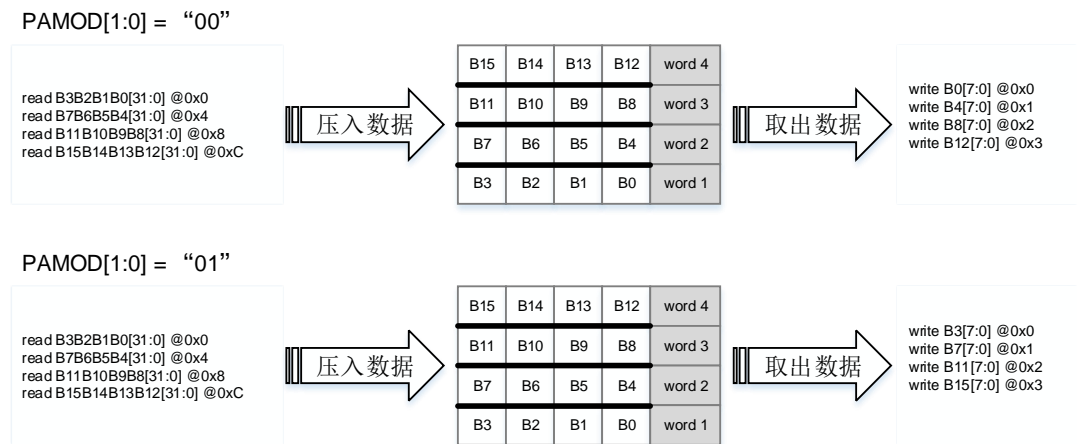 PAMOD[1:0] = “00”
read B3B2B1B0[31:0] @0x0
read B7B6B5B4[31:0] @0x4
read B11B10B9B8[31:0] @0x8
read B15B14B13B12[31:0] @0xC
压入数据
B15 B14 B13 B12 word 4
B11 B10 B9 B8 word 3
B7 B6 B5 B4 word 2
B3 B2 B1 B0 word 1
取出数据
write B0[7:0] @0x0
write B4[7:0] @0x1
write B8[7:0] @0x2
write B12[7:0] @0x3
PAMOD[1:0] = “01”
read B3B2B1B0[31:0] @0x0
read B7B6B5B4[31:0] @0x4
read B11B10B9B8[31:0] @0x8
read B15B14B13B12[31:0] @0xC
压入数据
B15 B14 B13 B12 word 4
B11 B10 B9 B8 word 3
B7 B6 B5 B4 word 2
B3 B2 B1 B0 word 1
取出数据
write B3[7:0] @0x0
write B7[7:0] @0x1
write B11[7:0] @0x2
write B15[7:0] @0x3